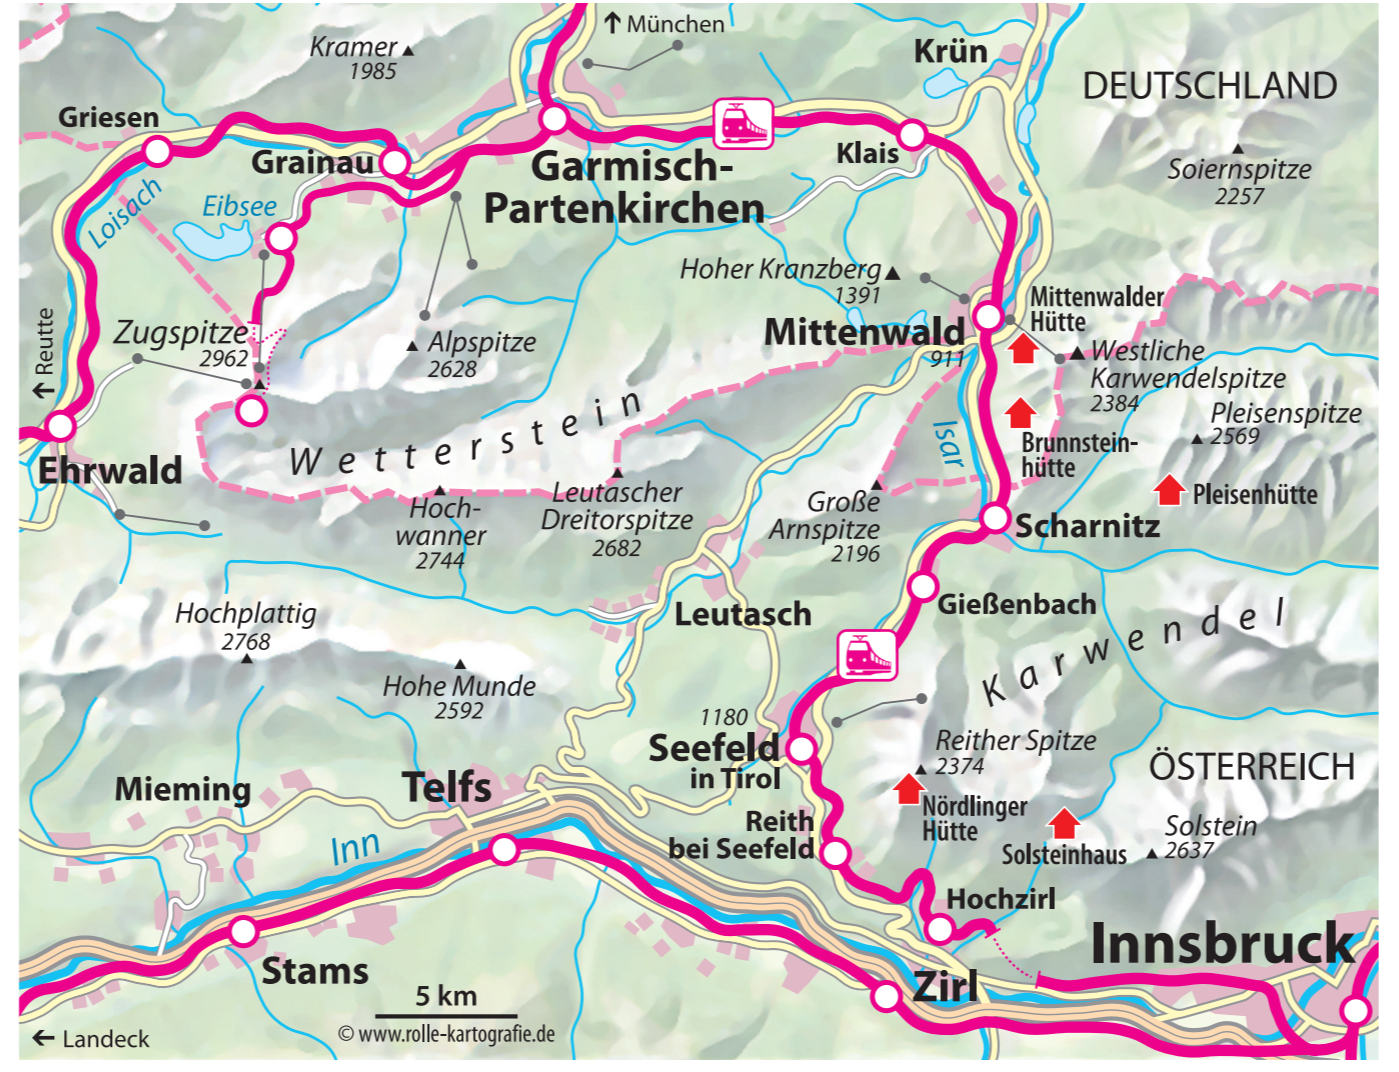 ↑ München
Kramer
1985
Krün
DEUTSCHLAND
Griesen
Grainau
Garmisch-
Partenkirchen
Klais
Soiernspitze
2257
Loisach
Eibsee
Hoher Kranzberg
1391
Mittenwalder
Hütte
Mittenwald
911
← Reutte
Zugspitze
2962
Alpspitze
2628
Westliche
Karwendelspitze
2384
Pleisenspitze
2569
Wetterstein
Isar
Brunnstein-
hütte
Ehrwald
Hoch-
wanner
2744
Leutascher
Dreitorspitze
2682
Große
Arnspitze
2196
Pleisenhütte
Scharnitz
Hochplattig
2768
Leutasch
Gießenbach
Karwendel
Hohe Munde
2592
1180
Seefeld
in Tirol
Reither Spitze
2374
ÖSTERREICH
Mieming
Telfs
Nördlinger
Hütte
Reith
bei Seefeld
Solsteinhaus
Solstein
2637
Inn
Hochzirl
Innsbruck
Stams
Zirl
5 km
© www.rolle-kartografie.de
← Landeck